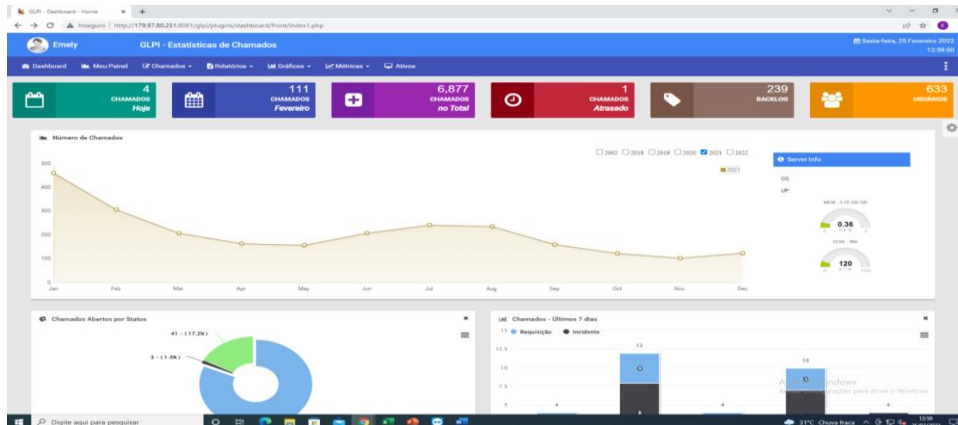 GLPI - Dashboard - Home
Inseguro | http://179.97.80.251:8081/glpi/plugins/dashboard/front/index1.php
Emely
GLPI - Estatísticas de Chamados
Sexta-feira, 25 Fevereiro 2022
12:59:50
Dashboard Meu Painel Chamados Relatórios Gráficos Métricas Ativos
4
CHAMADOS
Hoje
111
CHAMADOS
Fevereiro
6,877
CHAMADOS
no Total
1
CHAMADOS
Atrasado
239
BACKLOG
633
USUÁRIOS
Número de Chamados
2002 2018 2019 2020 2021 2022
2021
500
400
300
200
100
0
Jan Feb Mar Apr May Jun Jul Aug Sep Oct Nov Dec
Server Info
OS:
UP:
0.36
120
Chamados Abertos por Status
41 - ( 17.2% )
3 - ( 1.3% )
Chamados - Últimos 7 dias
Requisição Incidente
15
12.5
10
7.5
5
12
10
4
4
4
Digite aqui para pesquisar
31°C Chuva fraca
12:59